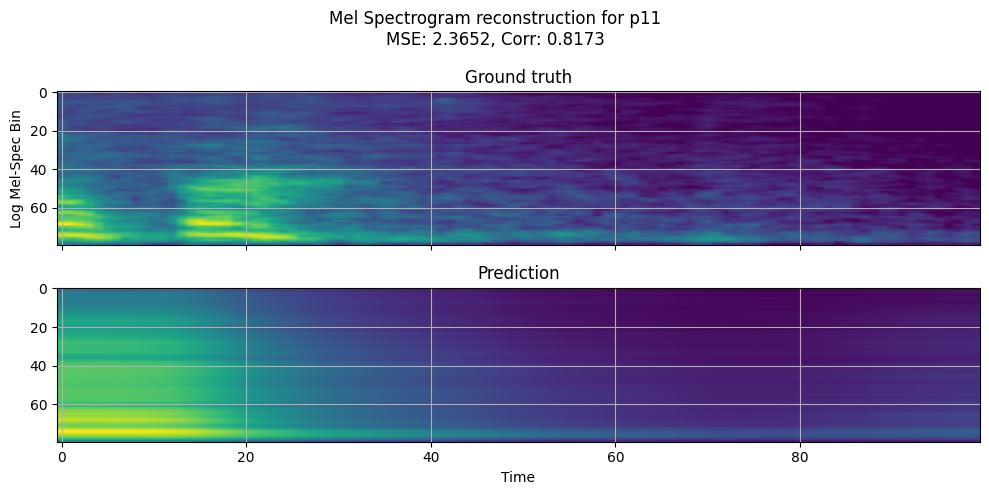 Mel Spectrogram reconstruction for p11
MSE: 2.3652, Corr: 0.8173
Ground truth
0
20
40
60
Log Mel-Spec Bin
Prediction
0
20
40
60
0 20 40 60 80
Time